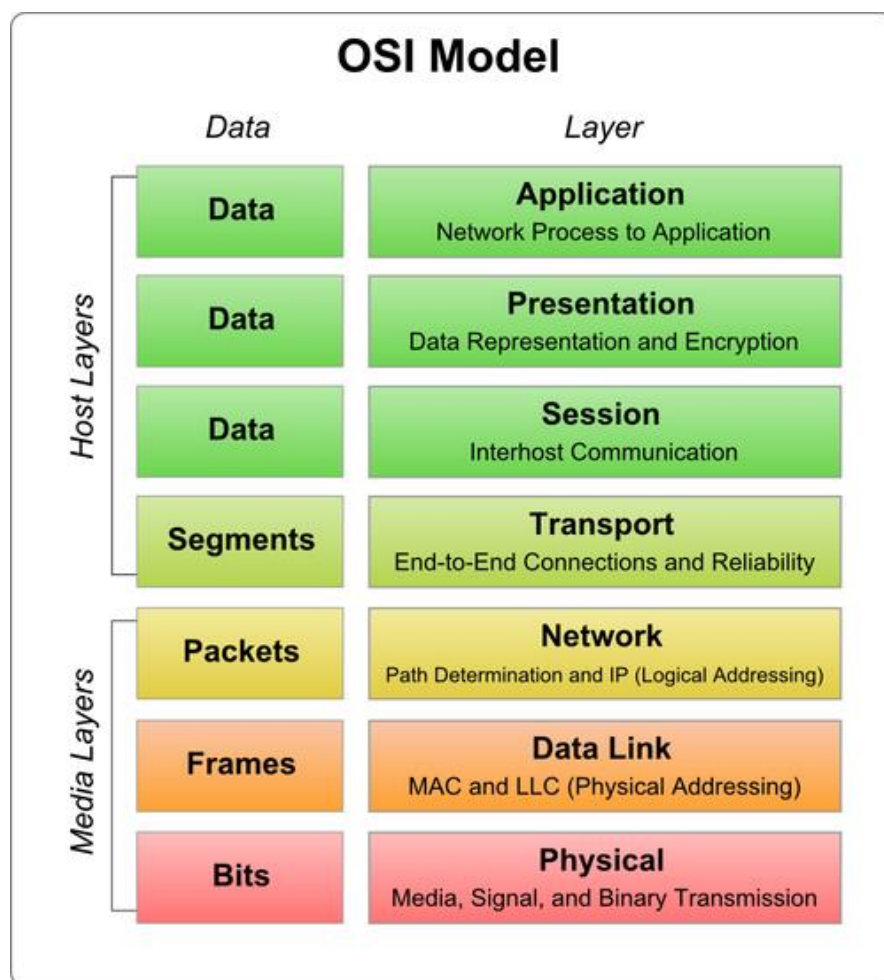 OSI Model
Data Layer
Host Layers
Data
Application
Network Process to Application
Data
Presentation
Data Representation and Encryption
Data
Session
Interhost Communication
Segments
Transport
End-to-End Connections and Reliability
Media Layers
Packets
Network
Path Determination and IP (Logical Addressing)
Frames
Data Link
MAC and LLC (Physical Addressing)
Bits
Physical
Media, Signal, and Binary Transmission